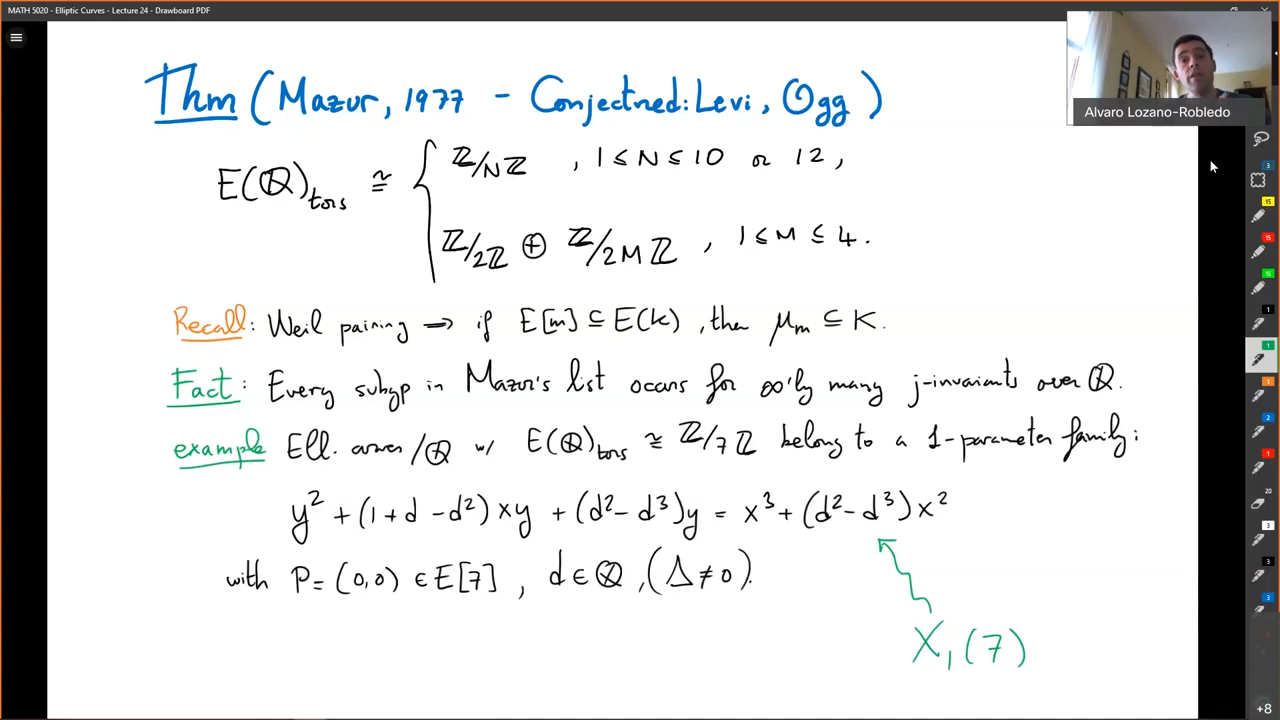 MATH 5020 - Elliptic Curves - Lecture 24 - Drawboard PDF
Thm (Mazur, 1977 - Conjectured: Levi, Ogg)
Alvaro Lozano-Robledo
E(ℚ)tors ≅ { ℤ/Nℤ , 1 ≤ N ≤ 10 or 12,
ℤ/2ℤ ⊕ ℤ/2Mℤ , 1 ≤ M ≤ 4.
Recall: Weil pairing → if E[m] ⊆ E(K), then μm ⊆ K.
Fact: Every subgp in Mazur's list occurs for ∞'ly many j-invariants over ℚ.
example Ell. curves/ℚ w/ E(ℚ)tors ≅ ℤ/7ℤ belong to a 1-parameter family:
y² + (1+d-d²)xy + (d²-d³)y = x³ + (d²-d³)x²
with P = (0,0) ∈ E[7], d ∈ ℚ, (Δ≠0).
X₁(7)
+8